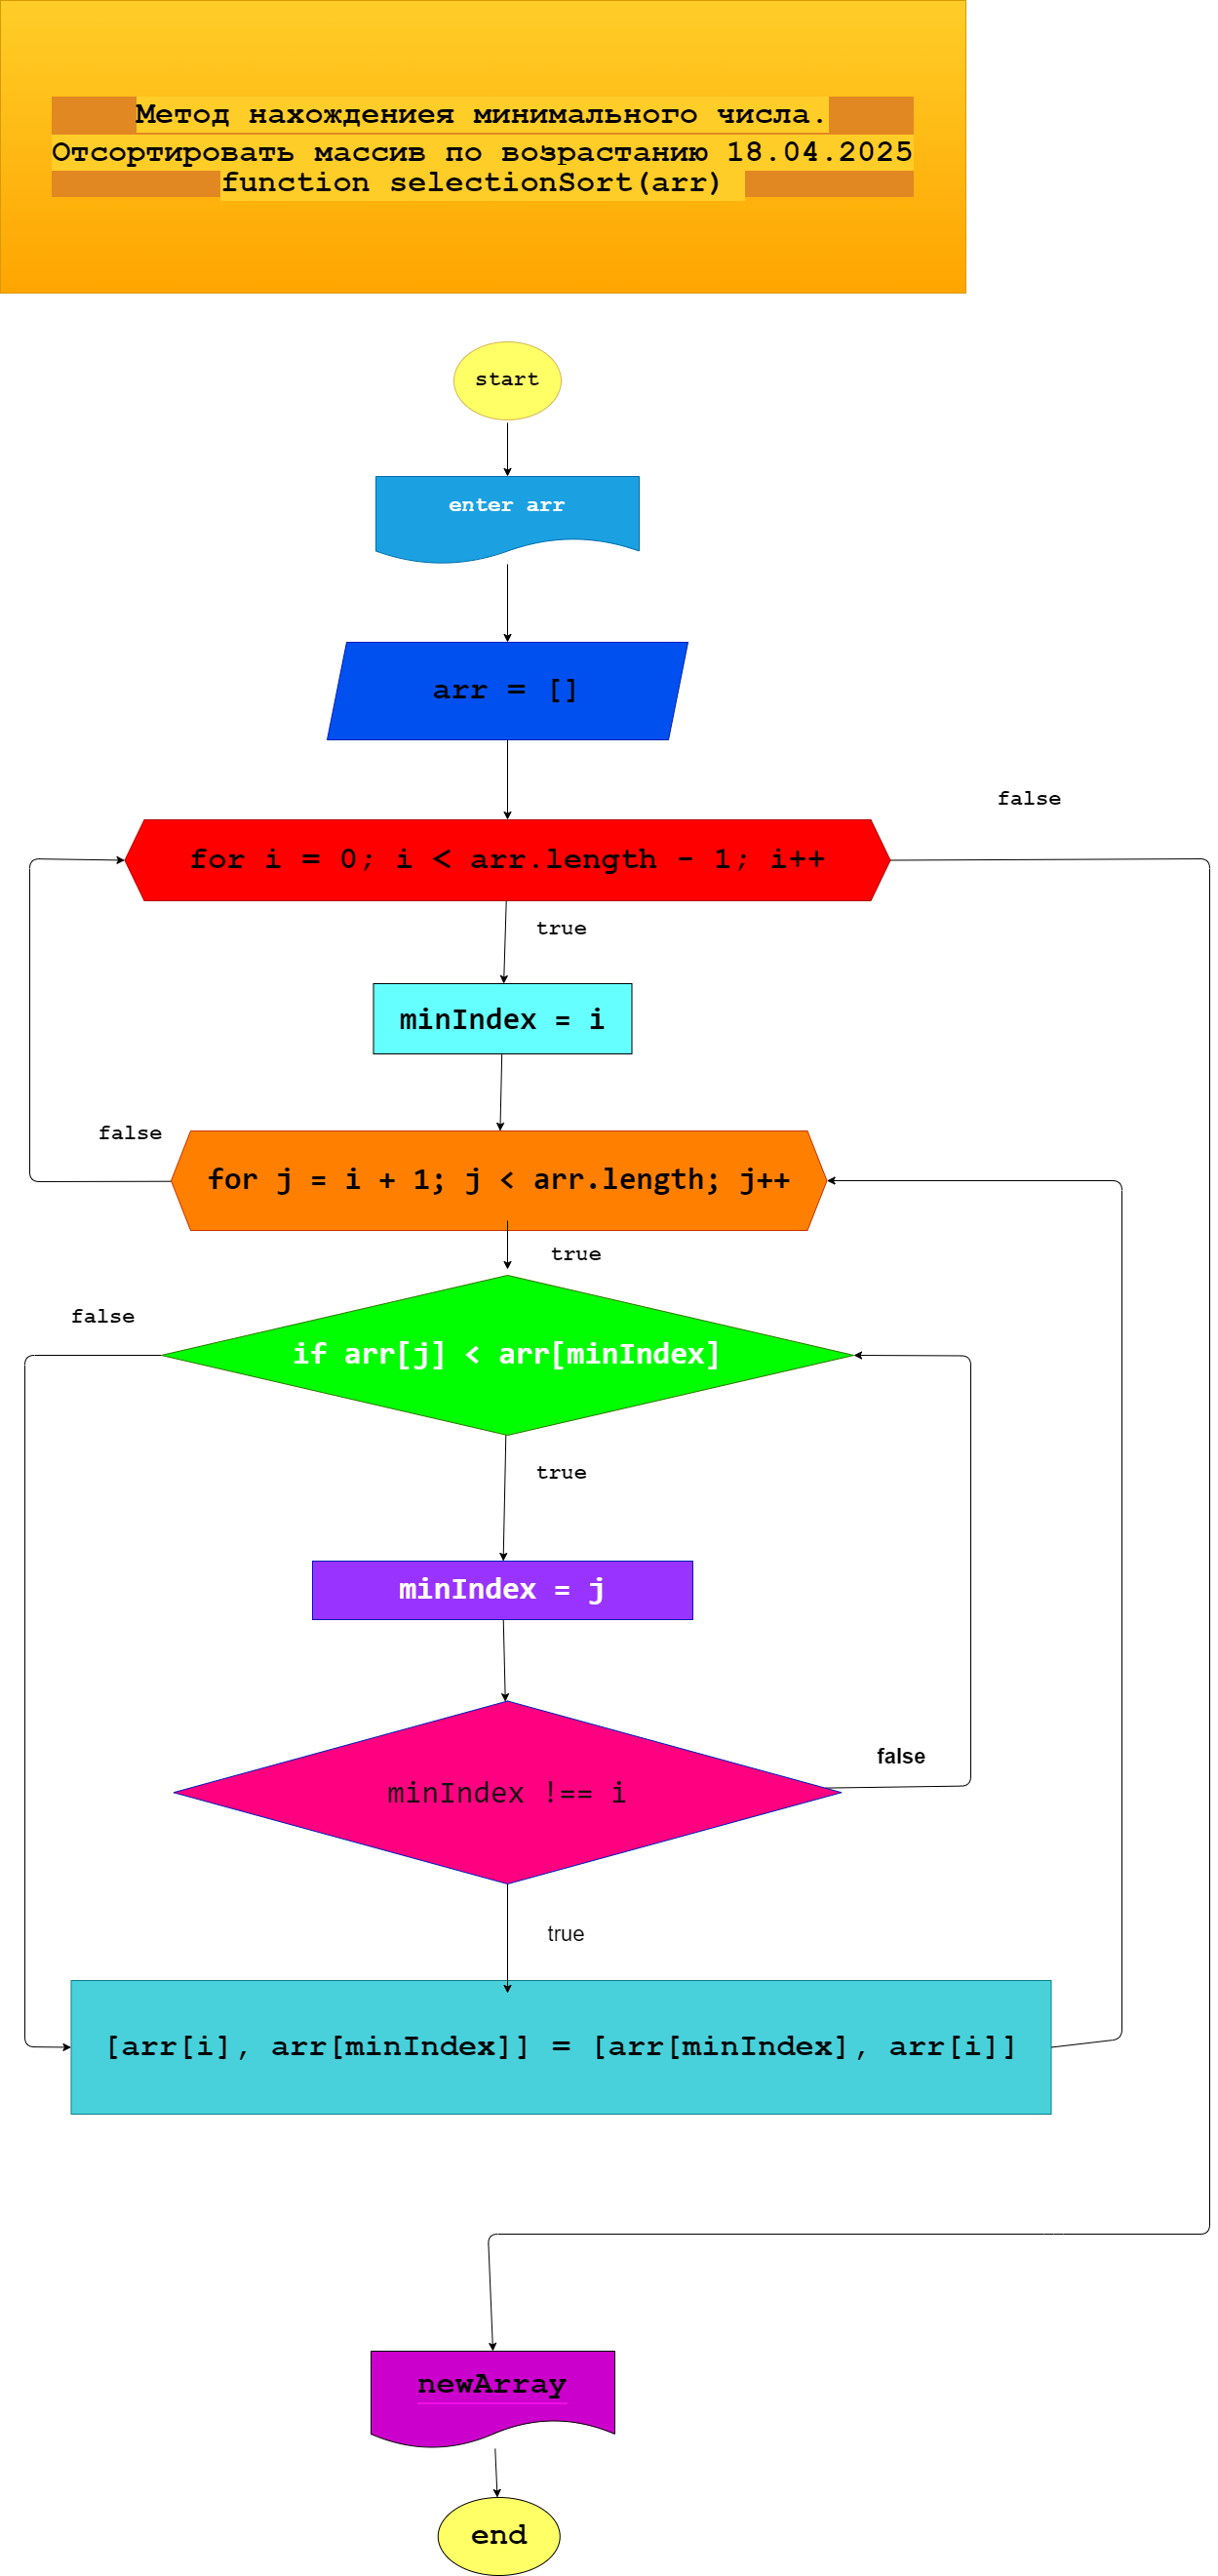 Метод нахождениея минимального числа.
Отсортировать массив по возрастанию 18.04.2025
function selectionSort(arr)
start
enter arr
arr = []
false
for i = 0; i < arr.length - 1; i++
true
minIndex = i
false
for j = i + 1; j < arr.length; j++
true
false
if arr[j] < arr[minIndex]
true
minIndex = j
false
minIndex !== i
true
[arr[i], arr[minIndex]] = [arr[minIndex], arr[i]]
newArray
end